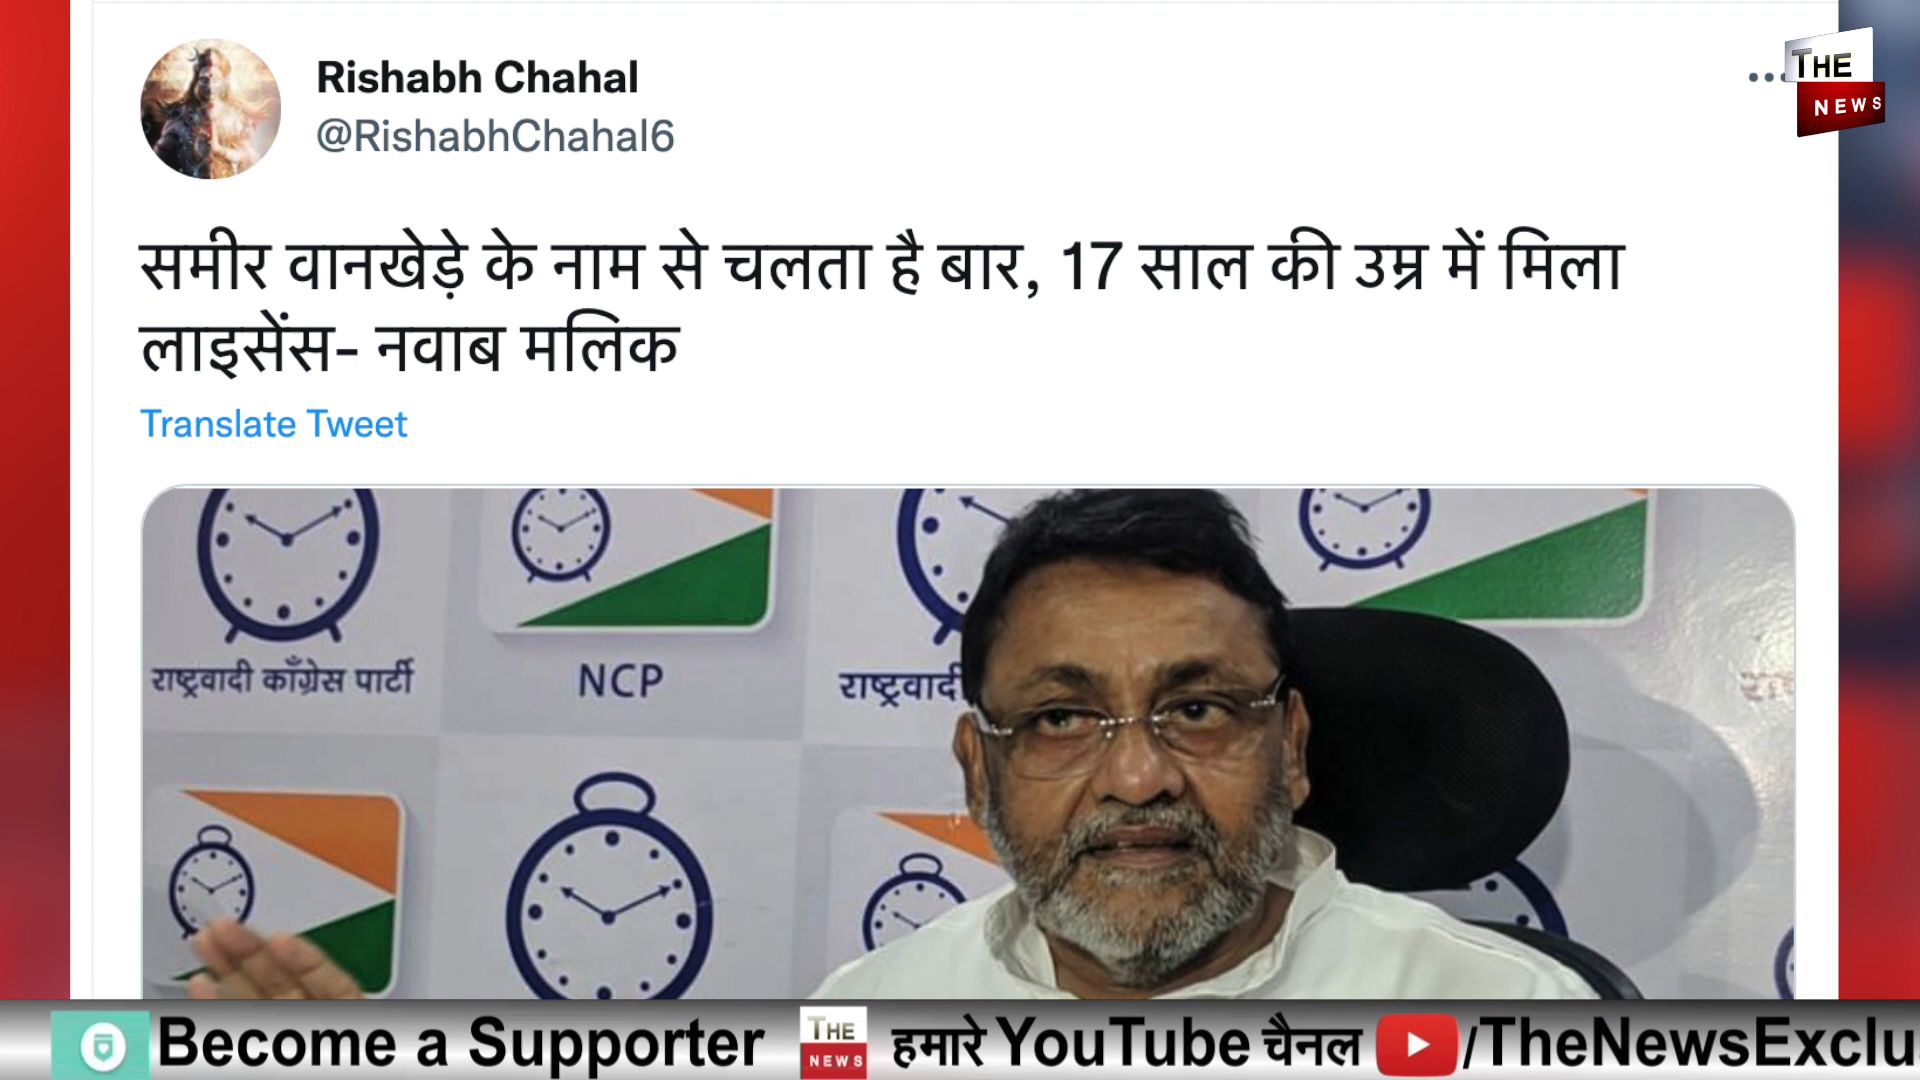 Rishabh Chahal
@RishabhChahal6
THE
NEWS
समीर वानखेड़े के नाम से चलता है बार, 17 साल की उम्र में मिला
लाइसेंस- नवाब मलिक
Translate Tweet
राष्ट्रवादी काँग्रेस पार्टी
NCP
राष्ट्रवादी
Become a Supporter
THE
NEWS
हमारे YouTube चैनल
/TheNewsExclu